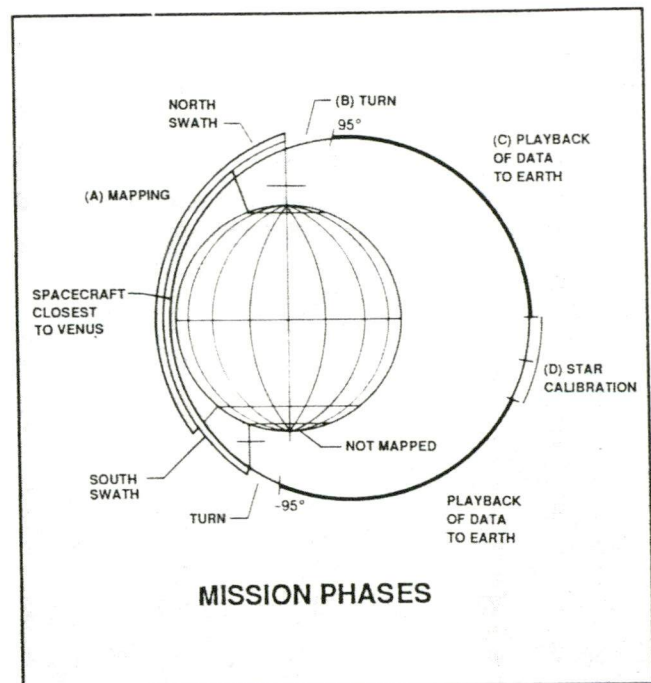 NORTH
SWATH
(B) TURN
95°
(C) PLAYBACK
OF DATA
TO EARTH
(A) MAPPING
SPACECRAFT
CLOSEST
TO VENUS
(D) STAR
CALIBRATION
NOT MAPPED
SOUTH
SWATH
TURN
-95°
PLAYBACK
OF DATA
TO EARTH
MISSION PHASES